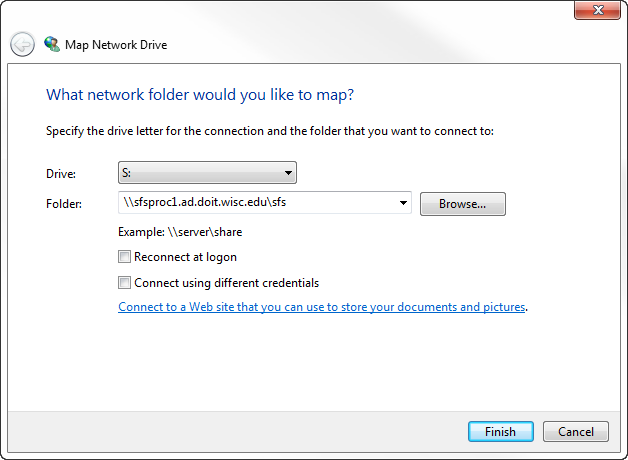 Map Network Drive
What network folder would you like to map?
Specify the drive letter for the connection and the folder that you want to connect to:
Drive: S:
Folder: \\sfsproc1.ad.doit.wisc.edu\sfs Browse...
Example: \\server\share
Reconnect at logon
Connect using different credentials
Connect to a Web site that you can use to store your documents and pictures.
Finish Cancel